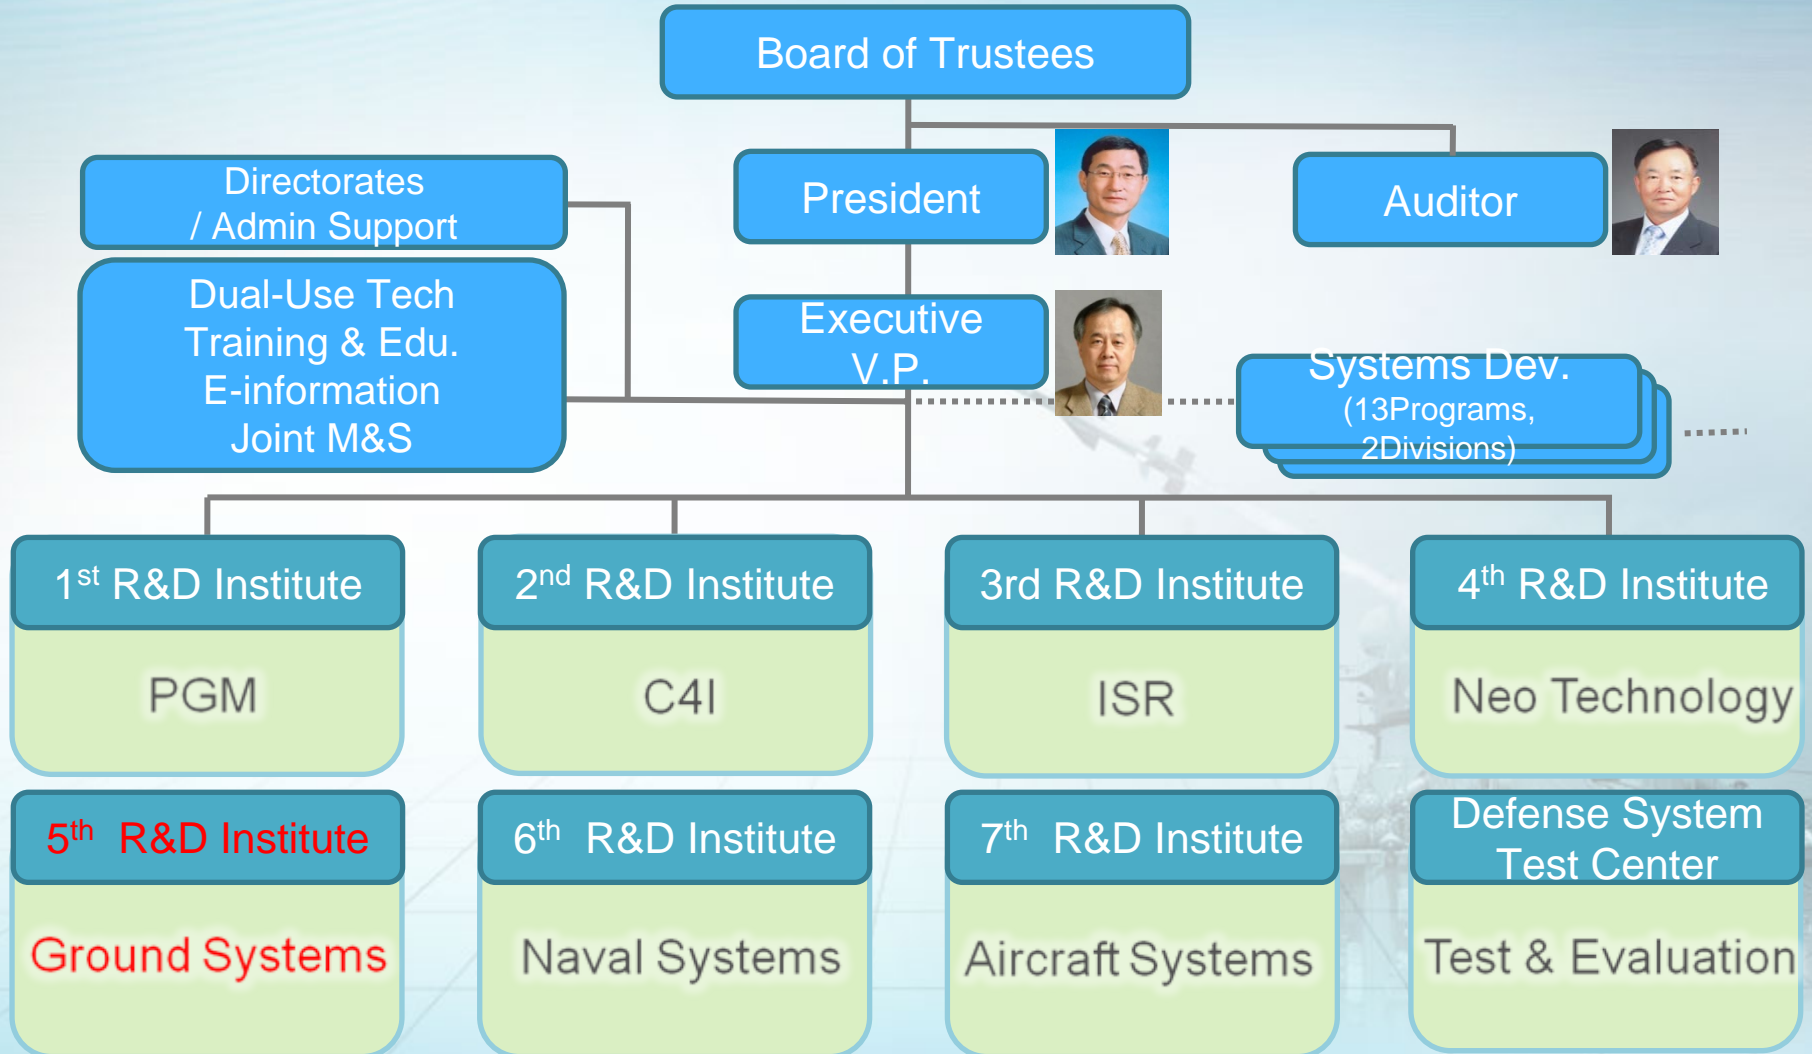 Board of Trustees
Directorates
/ Admin Support
President
Auditor
Dual-Use Tech
Training & Edu.
E-information
Joint M&S
Executive
V.P.
Systems Dev.
(13Programs,
2Divisions)
1st R&D Institute
2nd R&D Institute
3rd R&D Institute
4th R&D Institute
PGM
C4I
ISR
Neo Technology
5th R&D Institute
6th R&D Institute
7th R&D Institute
Defense System
Test Center
Ground Systems
Naval Systems
Aircraft Systems
Test & Evaluation